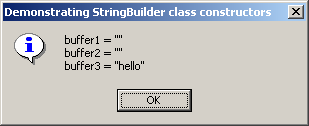 Demonstrating StringBuilder class constructors
buffer1 = ""
buffer2 = ""
buffer3 = "hello"
OK